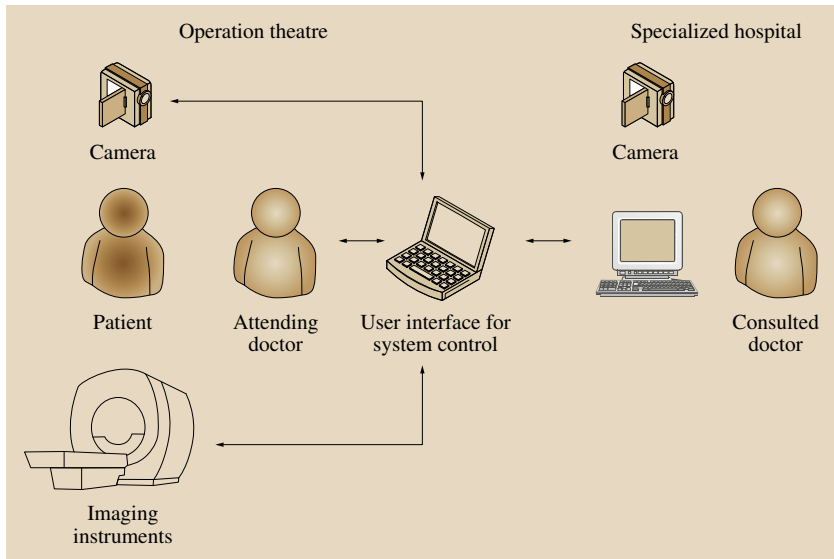 Operation theatre
Specialized hospital
Camera
Camera
Patient
Attending
doctor
User interface for
system control
Consulted
doctor
Imaging
instruments